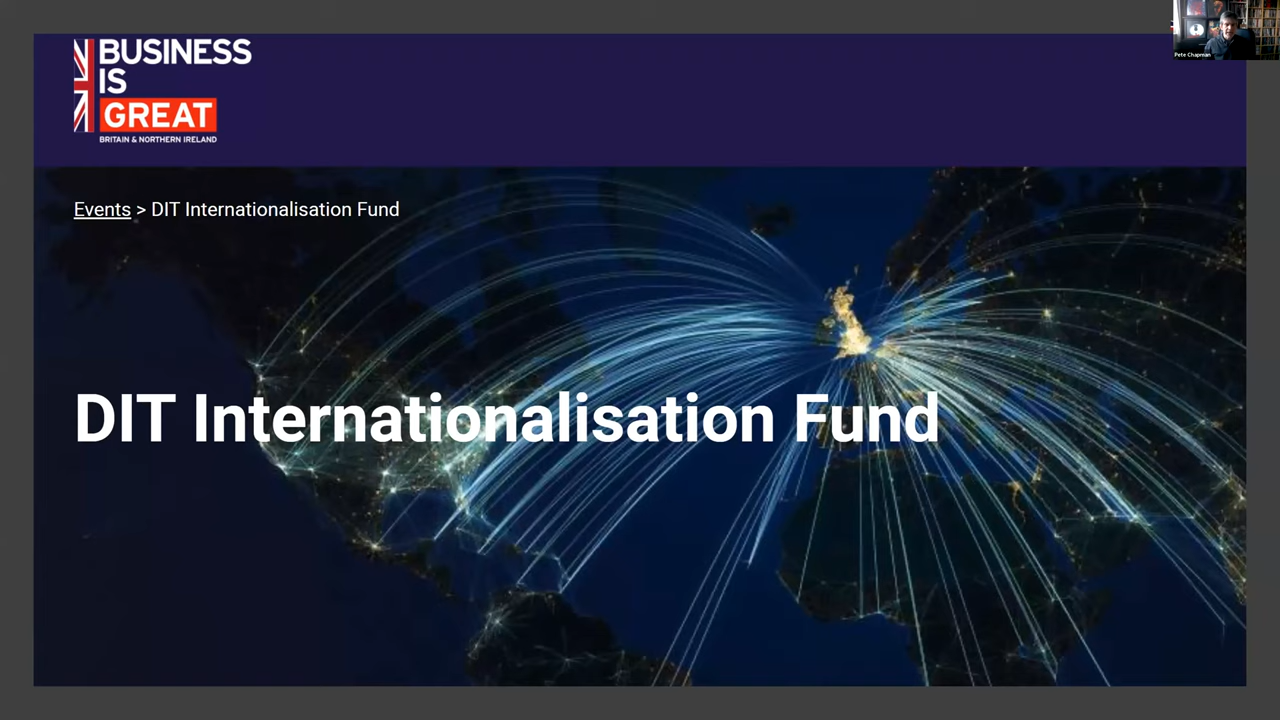 BUSINESS
IS
GREAT
BRITAIN & NORTHERN IRELAND
Pete Chapman
Events > DIT Internationalisation Fund
DIT Internationalisation Fund